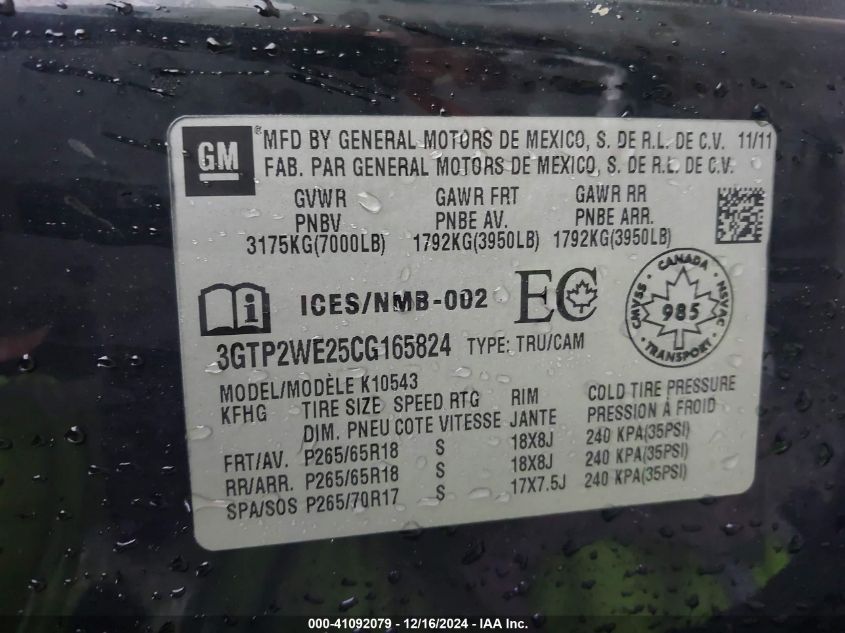 GM
® MFD BY GENERAL MOTORS DE MEXICO, S. DE R.L. DE C.V. 11/11
FAB. PAR GENERAL MOTORS DE MEXICO, S. DE R.L. DE C.V.
GVWR GAWR FRT GAWR RR
PNBV PNBE AV. PNBE ARR.
3175KG(7000LB) 1792KG(3950LB) 1792KG(3950LB)
i ICES/NMB-002 EC
CANADA
CMVSS 985 NSVAC
TRANSPORT
3GTP2WE25CG165824 TYPE: TRU/CAM
MODEL/MODÈLE K10543
KFHG TIRE SIZE SPEED RTG RIM COLD TIRE PRESSURE
DIM. PNEU COTE VITESSE JANTE PRESSION À FROID
FRT/AV. P265/65R18 S 18X8J 240 KPA(35PSI)
RR/ARR. P265/65R18 S 18X8J 240 KPA(35PSI)
SPA/SOS P265/70R17 S 17X7.5J 240 KPA(35PSI)
000-41092079 - 12/16/2024 - IAA Inc.